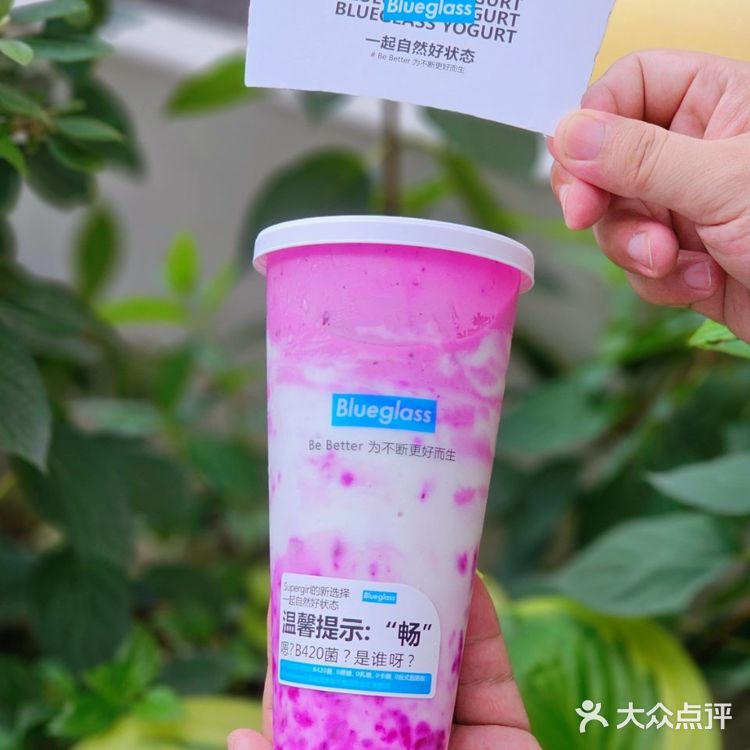 Blueglass
BLUEGLASS YOGURT
一起自然好状态
# Be Better 为不断更好而生
Blueglass
Be Better 为不断更好而生
Supergirl的新选择
一起自然好状态
Blueglass
温馨提示：“畅”
嗯?B420菌？是谁呀？
大众点评